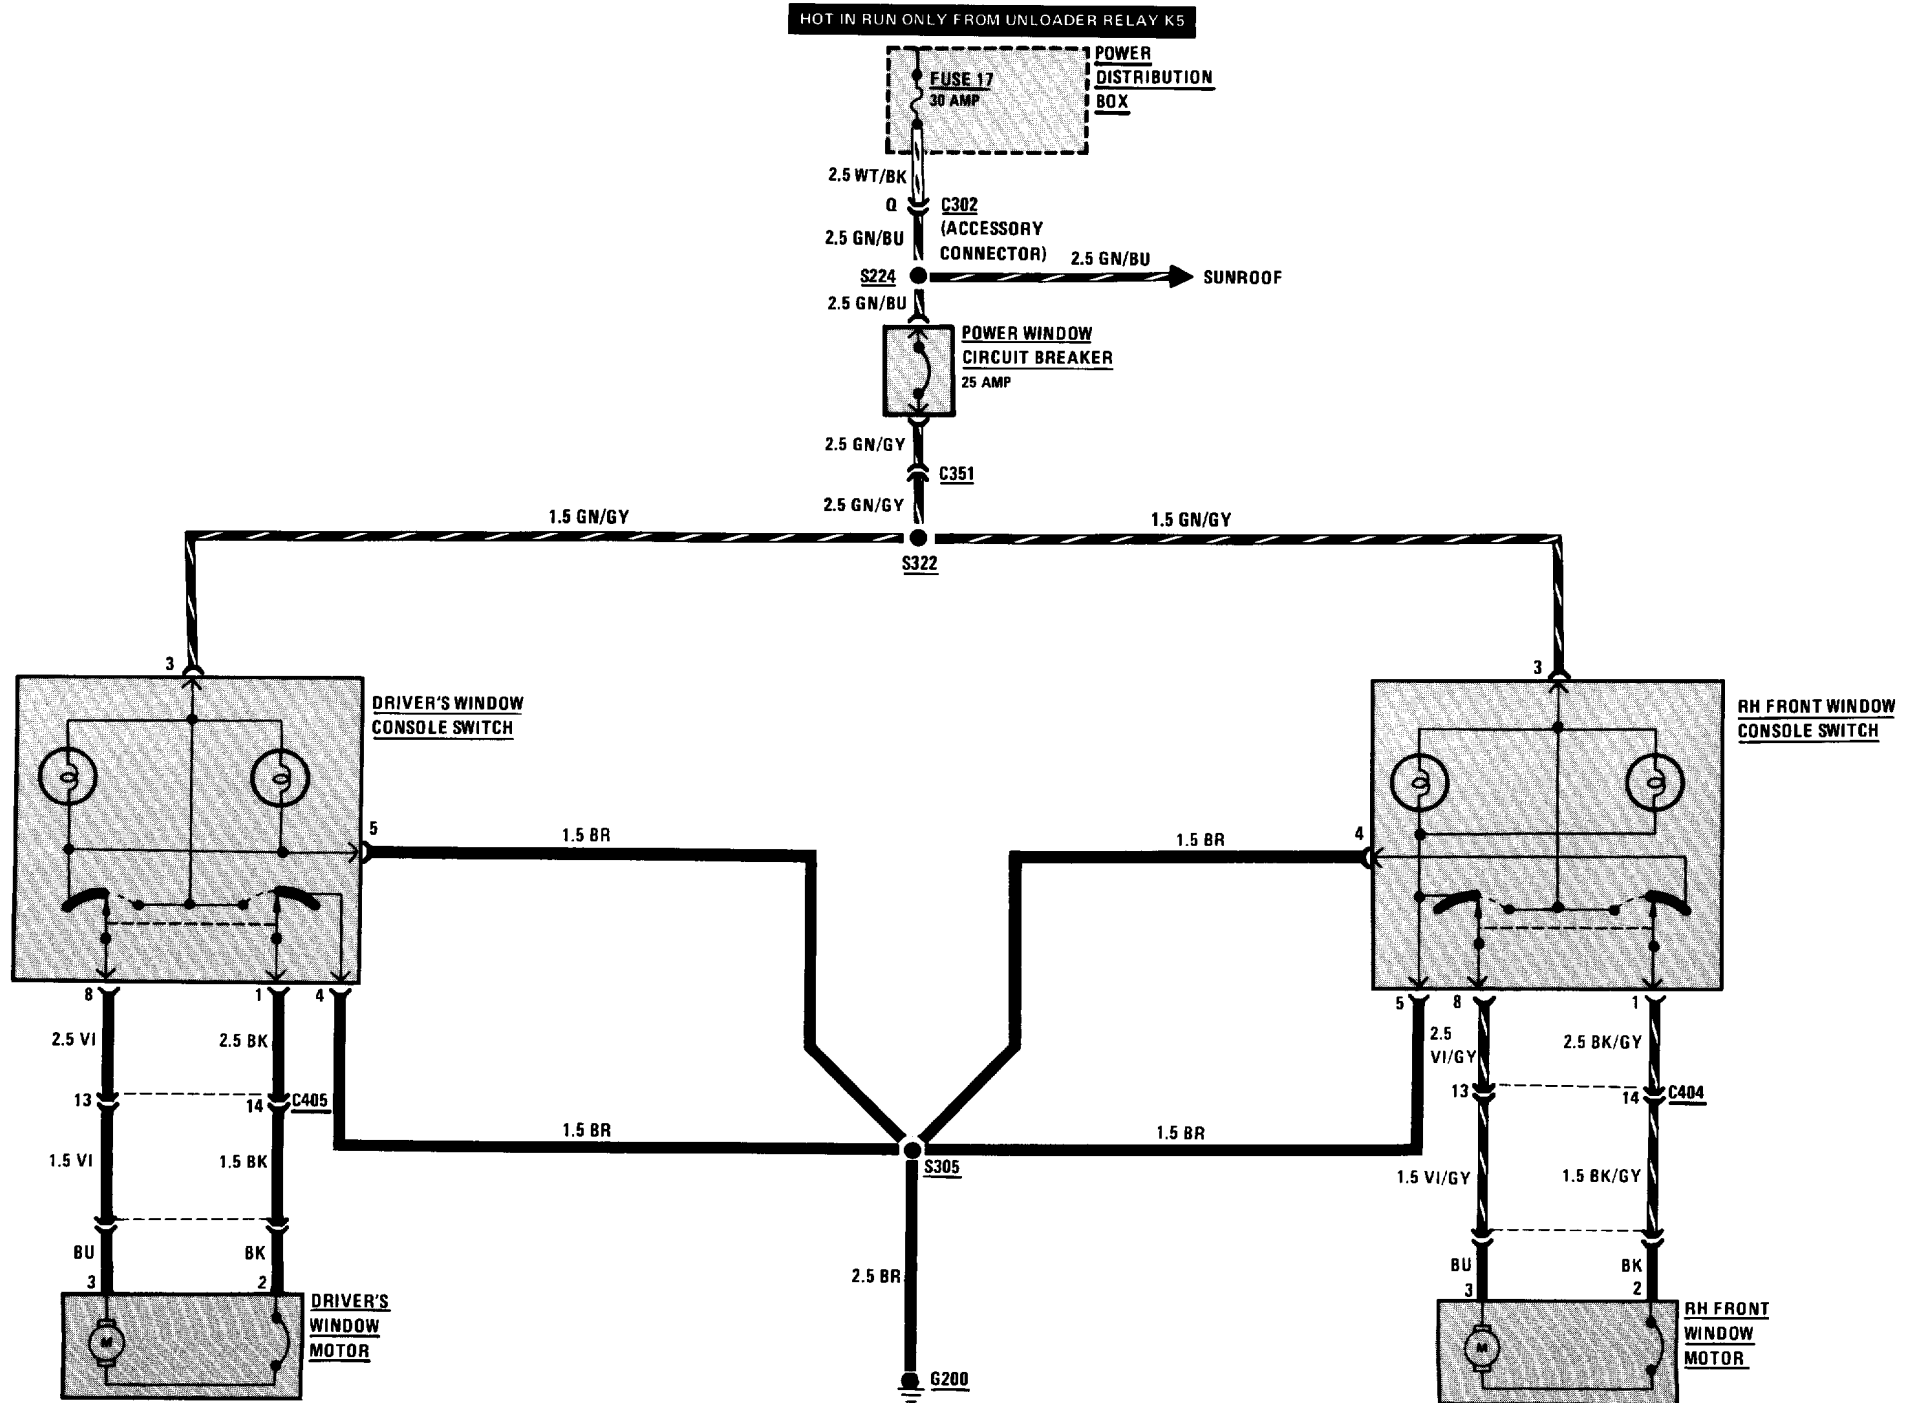 HOT IN RUN ONLY FROM UNLOADER RELAY K5
POWER
DISTRIBUTION
BOX
FUSE 17
30 AMP
2.5 WT/BK
Q
C302
(ACCESSORY
CONNECTOR)
2.5 GN/BU
2.5 GN/BU
S224
SUNROOF
2.5 GN/BU
POWER WINDOW
CIRCUIT BREAKER
25 AMP
2.5 GN/GY
C351
2.5 GN/GY
1.5 GN/GY
1.5 GN/GY
S322
3
3
DRIVER'S WINDOW
CONSOLE SWITCH
RH FRONT WINDOW
CONSOLE SWITCH
5
1.5 BR
1.5 BR
4
8
1
4
5
8
1
2.5 VI
2.5 BK
2.5
VI/GY
2.5 BK/GY
13
14
C405
13
14
C404
1.5 BR
1.5 BR
S305
1.5 VI
1.5 BK
1.5 VI/GY
1.5 BK/GY
BU
BK
2.5 BR
BU
BK
3
2
3
2
DRIVER'S
WINDOW
MOTOR
M
RH FRONT
WINDOW
MOTOR
M
G200